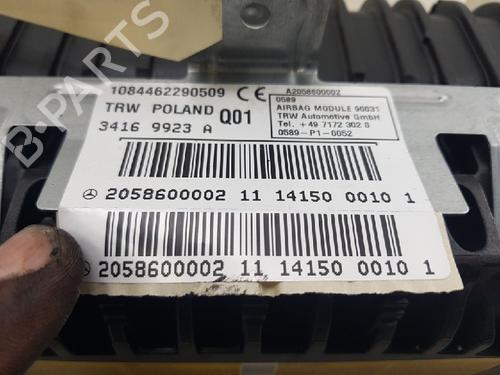 1084462290509 CE
A2058600002
TRW POLAND Q01
3416 9923 A
0589
AIRBAG MODULE 90631
TRW Automotive GmbH
Tel. + 49 7172 302 0
0589-P1-0052
2058600002 11 14150 0010 1
2058600002 11 14150 0010 1